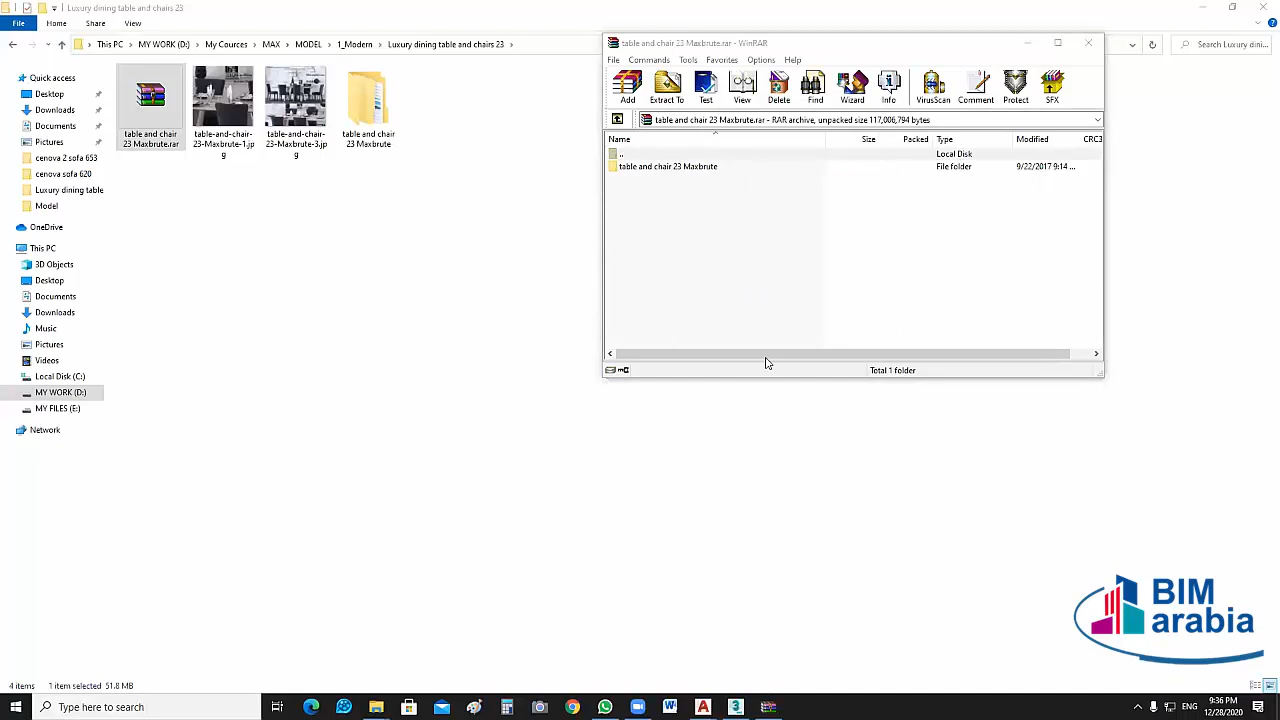 Luxury dining table and chairs 23
File Home Share View
This PC MY WORK (D:) My Cources MAX MODEL 1_Modern Luxury dining table and chairs 23
Search Luxury dini...
Quick access
Desktop
Downloads
Documents
Pictures
cenova 2 sofa 653
cenova sofa 620
Luxury dining table
Model
OneDrive
This PC
3D Objects
Desktop
Documents
Downloads
Music
Pictures
Videos
Local Disk (C:)
MY WORK (D:)
MY FILES (E:)
Network
table and chair
23 Maxbrute.rar
table-and-chair-
23-Maxbrute-1.jp
g
table-and-chair-
23-Maxbrute-3.jp
g
table and chair
23 Maxbrute
table and chair 23 Maxbrute.rar - WinRAR
File Commands Tools Favorites Options Help
Add Extract To Test View Delete Find Wizard Info VirusScan Comment Protect SFX
table and chair 23 Maxbrute.rar - RAR archive, unpacked size 117,006,794 bytes
Name Size Packed Type Modified CRC3
.. Local Disk
table and chair 23 Maxbrute File folder 9/22/2017 9:14 ...
Total 1 folder
BIM
arabia
4 items 1 item selected 51.8 MB
Type here to search
ENG
9:36 PM
12/28/2020